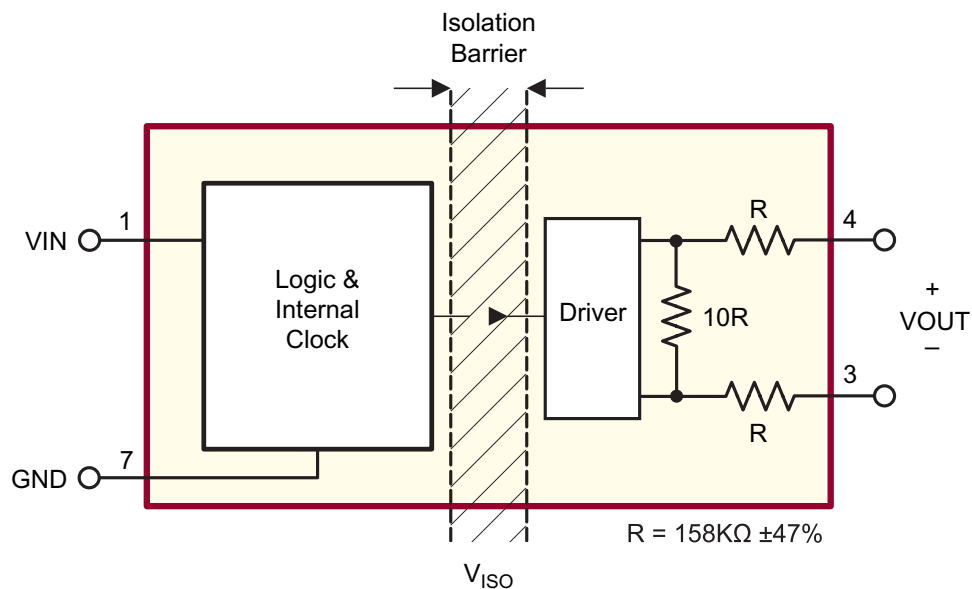 Isolation
Barrier
VIN
1
Logic &
Internal
Clock
7
GND
Driver
R
10R
R
4
+
VOUT
–
3
R = 158KΩ ±47%
VISO